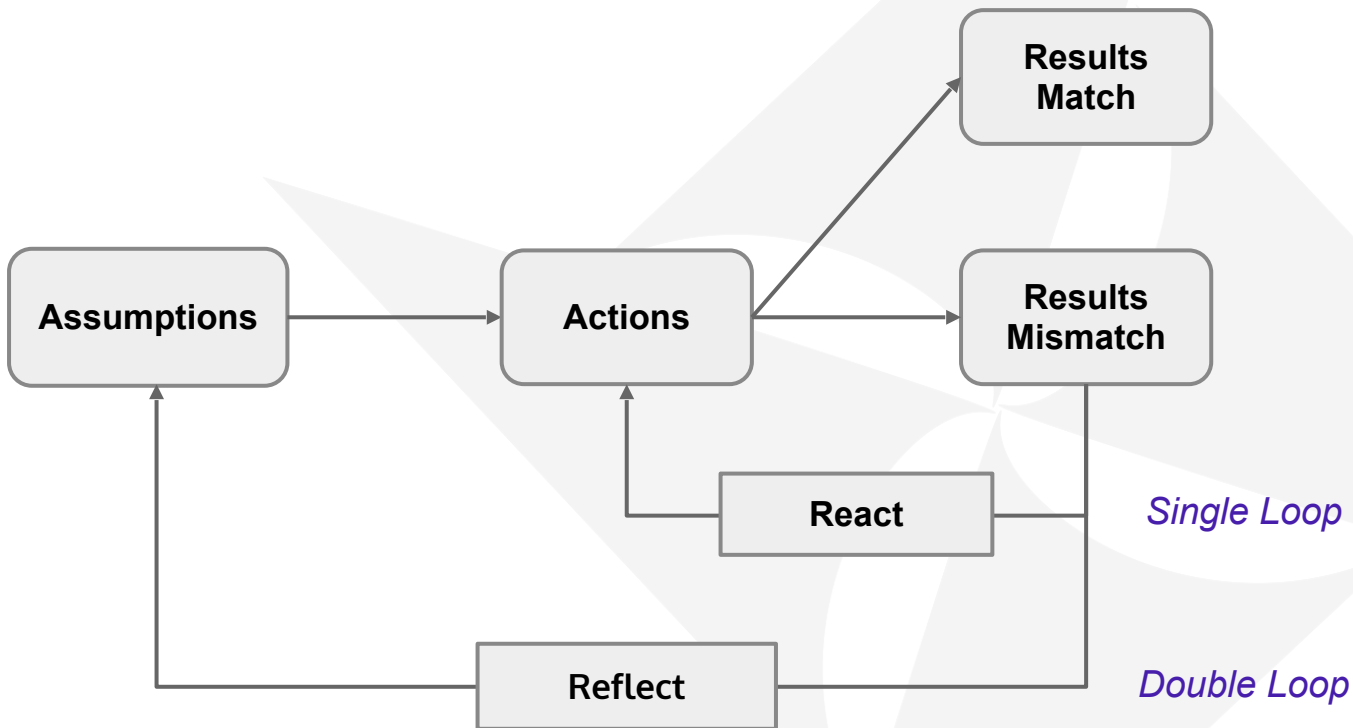 Results
Match
Assumptions
Actions
Results
Mismatch
React
Single Loop
Reflect
Double Loop